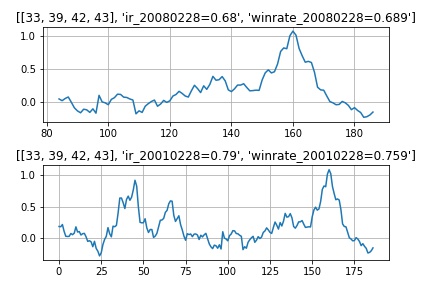 [[33, 39, 42, 43], 'ir_20080228=0.68', 'winrate_20080228=0.689']
1.0
0.5
0.0
80 100 120 140 160 180
[[33, 39, 42, 43], 'ir_20010228=0.79', 'winrate_20010228=0.759']
1.0
0.5
0.0
0 25 50 75 100 125 150 175